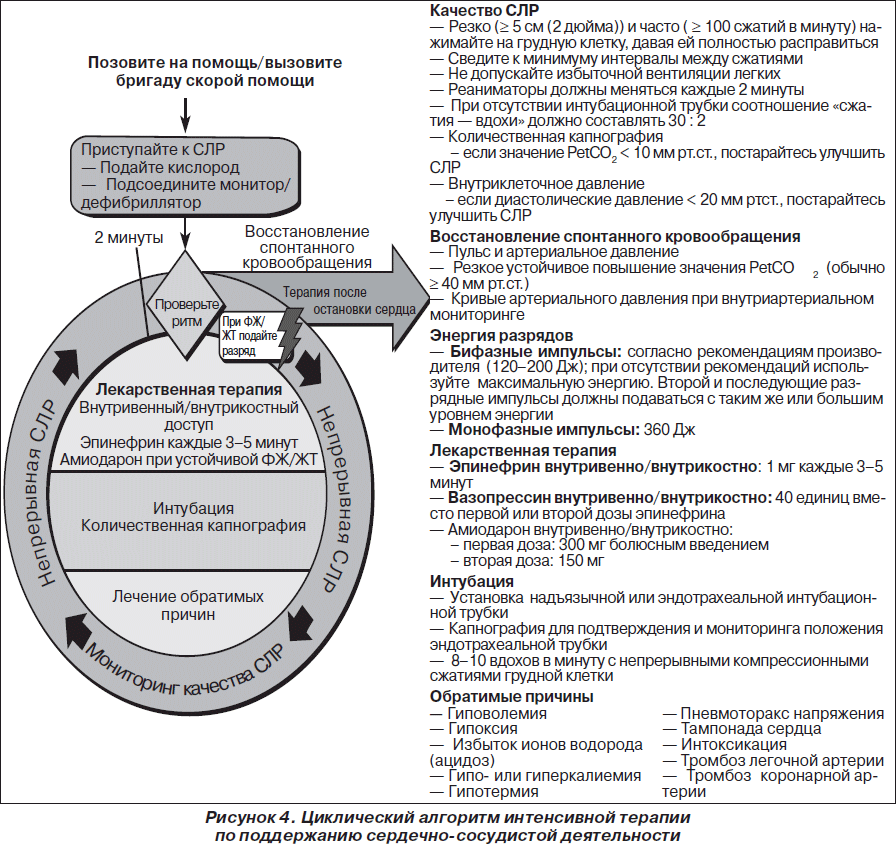 Позовите на помощь/вызовите
бригаду скорой помощи
Приступайте к СЛР
— Подайте кислород
— Подсоедините монитор/
дефибриллятор
2 минуты
Восстановление
спонтанного
кровообращения
Проверьте
ритм
Терапия после
остановки сердца
При ФЖ/
ЖТ подайте
разряд
Лекарственная терапия
Внутривенный/внутрикостный
доступ
Эпинефрин каждые 3–5 минут
Амиодарон при устойчивой ФЖ/ЖТ
Интубация
Количественная капнография
Лечение обратимых
причин
Непрерывная СЛР
Непрерывная СЛР
Мониторинг качества СЛР
Качество СЛР
— Резко (≥ 5 см (2 дюйма)) и часто ( ≥ 100 сжатий в минуту) на-
жимайте на грудную клетку, давая ей полностью расправиться
— Сведите к минимуму интервалы между сжатиями
— Не допускайте избыточной вентиляции легких
— Реаниматоры должны меняться каждые 2 минуты
— При отсутствии интубационной трубки соотношение «сжа-
тия — вдохи» должно составлять 30 : 2
— Количественная капнография
– если значение PetCO2 < 10 мм рт.ст., постарайтесь улучшить
СЛР
— Внутриклеточное давление
– если диастолические давление < 20 мм рт.ст., постарайтесь
улучшить СЛР
Восстановление спонтанного кровообращения
— Пульс и артериальное давление
— Резкое устойчивое повышение значения PetCO 2 (обычно
≥ 40 мм рт.ст.)
— Кривые артериального давления при внутриартериальном
мониторинге
Энергия разрядов
— Бифазные импульсы: согласно рекомендациям произво-
дителя (120–200 Дж); при отсутствии рекомендаций исполь-
зуйте максимальную энергию. Второй и последующие раз-
рядные импульсы должны подаваться с таким же или большим
уровнем энергии
— Монофазные импульсы: 360 Дж
Лекарственная терапия
— Эпинефрин внутривенно/внутрикостно: 1 мг каждые 3–5
минут
— Вазопрессин внутривенно/внутрикостно: 40 единиц вме-
сто первой или второй дозы эпинефрина
— Амиодарон внутривенно/внутрикостно:
– первая доза: 300 мг болюсным введением
– вторая доза: 150 мг
Интубация
— Установка надъязычной или эндотрахеальной интубацион-
ной трубки
— Капнография для подтверждения и мониторинга положения
эндотрахеальной трубки
— 8–10 вдохов в минуту с непрерывными компрессионными
сжатиями грудной клетки
Обратимые причины
— Гиповолемия
— Гипоксия
— Избыток ионов водорода
(ацидоз)
— Гипо- или гиперкалиемия
— Гипотермия
— Пневмоторакс напряжения
— Тампонада сердца
— Интоксикация
— Тромбоз легочной артерии
— Тромбоз коронарной ар-
терии
Рисунок 4. Циклический алгоритм интенсивной терапии
по поддержанию сердечно-сосудистой деятельности